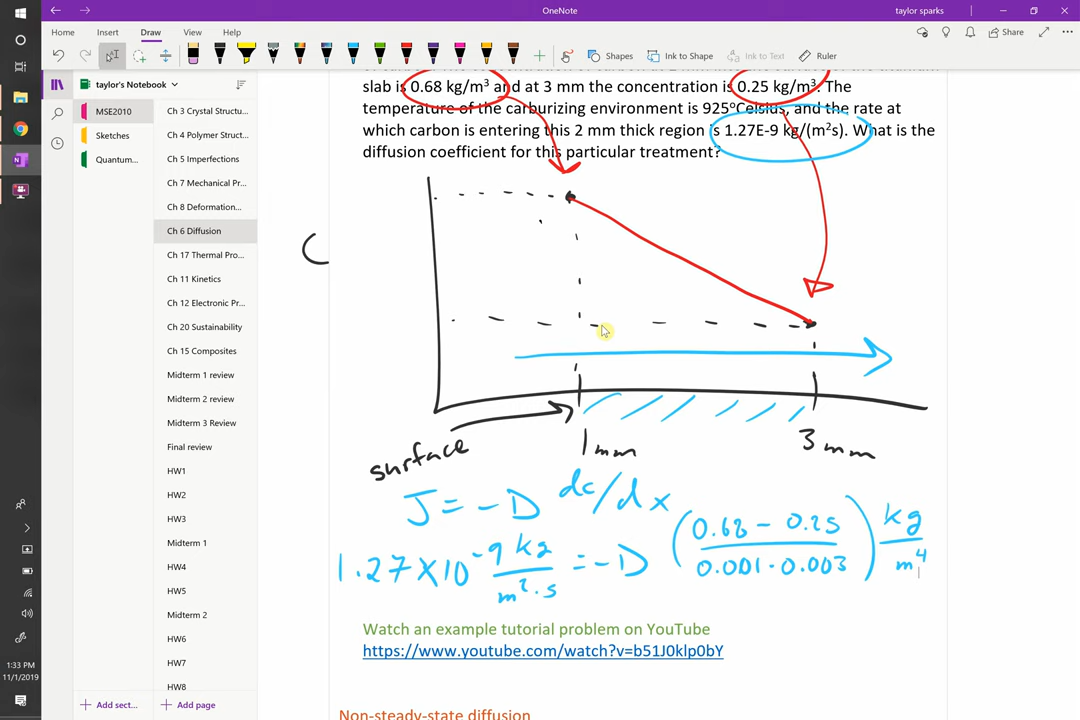 OneNote
taylor sparks
Home Insert Draw View Help
Share
Shapes
Ink to Shape
Ink to Text
Ruler
taylor's Notebook
MSE2010
Sketches
Quantum...
Ch 3 Crystal Structu...
Ch 4 Polymer Struct...
Ch 5 Imperfections
Ch 7 Mechanical Pr...
Ch 8 Deformation...
Ch 6 Diffusion
Ch 17 Thermal Pro...
Ch 11 Kinetics
Ch 12 Electronic Pr...
Ch 20 Sustainability
Ch 15 Composites
Midterm 1 review
Midterm 2 review
Midterm 3 Review
Final review
HW1
HW2
HW3
Midterm 1
HW4
HW5
Midterm 2
HW6
HW7
HW8
Add sect...
Add page
slab is 0.68 kg/m³ and at 3 mm the concentration is 0.25 kg/m³. The
temperature of the carburizing environment is 925°Celsius, and the rate at
which carbon is entering this 2 mm thick region is 1.27E-9 kg/(m²s). What is the
diffusion coefficient for this particular treatment?
C
surface
1mm
3mm
J = -D dc/dx
1.27×10⁻⁹ kg/m²·s = -D (0.68 - 0.25 / 0.001 - 0.003) kg/m⁴
Watch an example tutorial problem on YouTube
https://www.youtube.com/watch?v=b51J0klp0bY
Non-steady-state diffusion
1:33 PM
11/1/2019